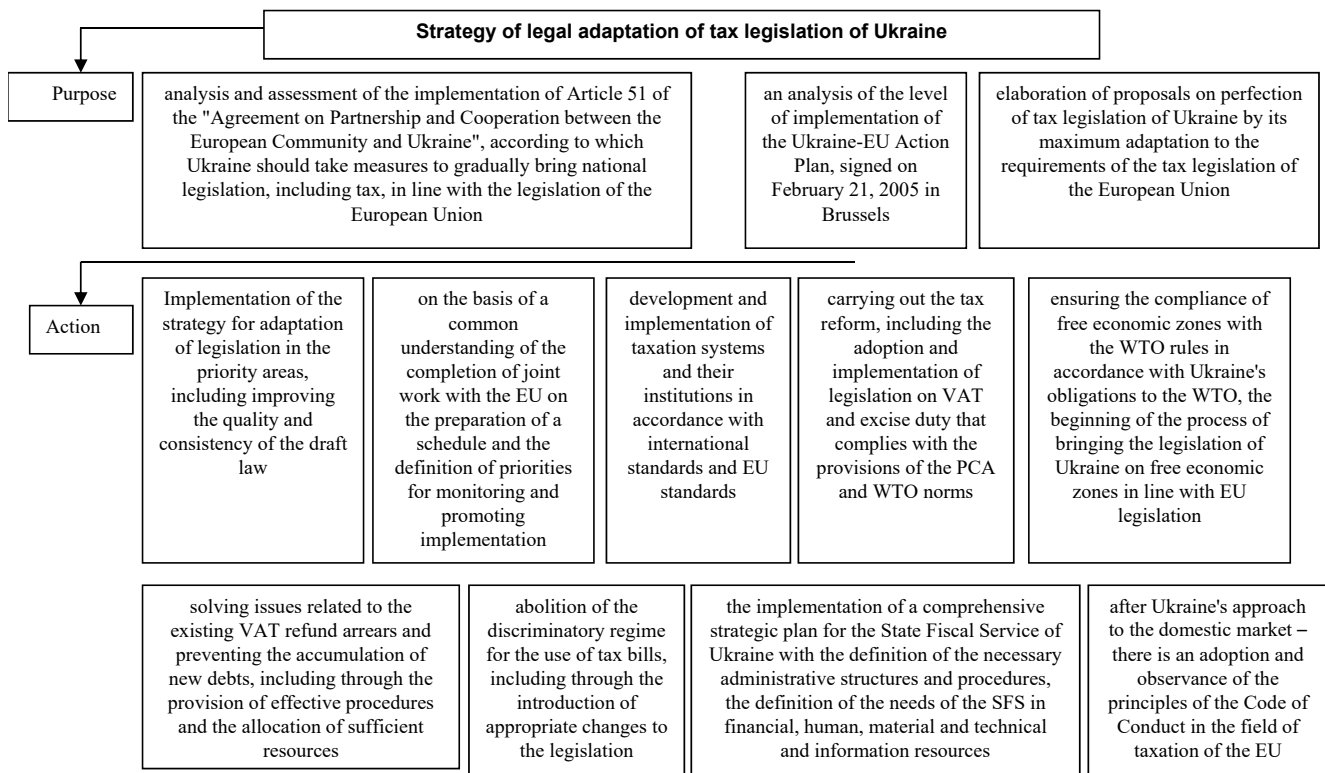 Strategy of legal adaptation of tax legislation of Ukraine
Purpose
analysis and assessment of the implementation of Article 51 of
the "Agreement on Partnership and Cooperation between the
European Community and Ukraine", according to which
Ukraine should take measures to gradually bring national
legislation, including tax, in line with the legislation of the
European Union
an analysis of the level
of implementation of
the Ukraine-EU Action
Plan, signed on
February 21, 2005 in
Brussels
elaboration of proposals on perfection
of tax legislation of Ukraine by its
maximum adaptation to the
requirements of the tax legislation of
the European Union
Action
Implementation of the
strategy for adaptation
of legislation in the
priority areas,
including improving
the quality and
consistency of the draft
law
on the basis of a
common
understanding of the
completion of joint
work with the EU on
the preparation of a
schedule and the
definition of priorities
for monitoring and
promoting
implementation
development and
implementation of
taxation systems
and their
institutions in
accordance with
international
standards and EU
standards
carrying out the tax
reform, including the
adoption and
implementation of
legislation on VAT
and excise duty that
complies with the
provisions of the PCA
and WTO norms
ensuring the compliance of
free economic zones with
the WTO rules in
accordance with Ukraine's
obligations to the WTO, the
beginning of the process of
bringing the legislation of
Ukraine on free economic
zones in line with EU
legislation
solving issues related to the
existing VAT refund arrears and
preventing the accumulation of
new debts, including through the
provision of effective procedures
and the allocation of sufficient
resources
abolition of the
discriminatory regime
for the use of tax bills,
including through the
introduction of
appropriate changes to
the legislation
the implementation of a comprehensive
strategic plan for the State Fiscal Service of
Ukraine with the definition of the necessary
administrative structures and procedures,
the definition of the needs of the SFS in
financial, human, material and technical
and information resources
after Ukraine's approach
to the domestic market –
there is an adoption and
observance of the
principles of the Code of
Conduct in the field of
taxation of the EU